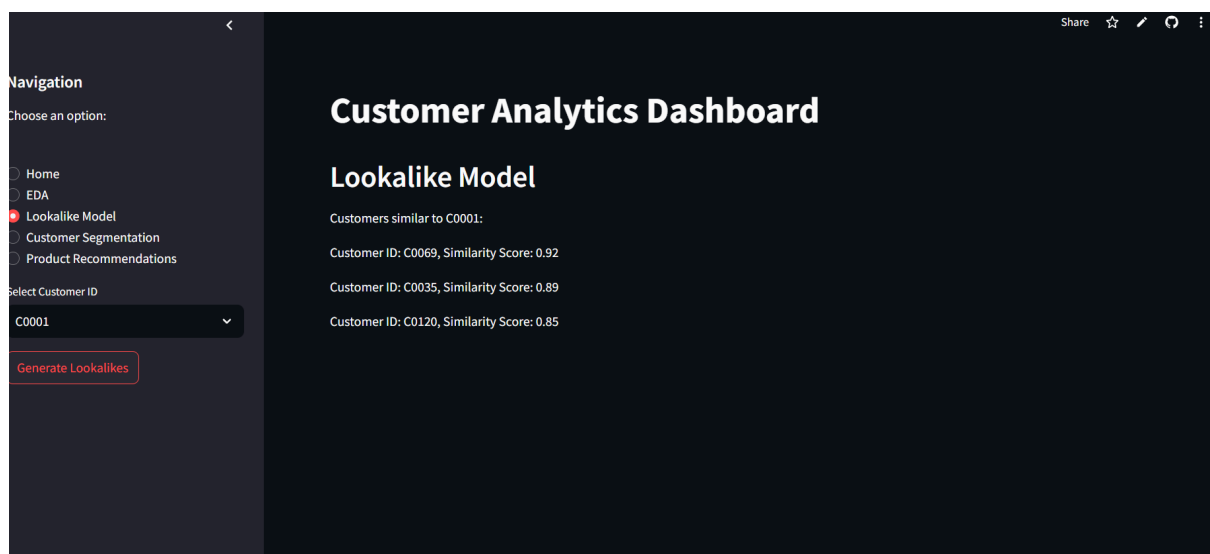 Share
Navigation
Choose an option:
Home
EDA
Lookalike Model
Customer Segmentation
Product Recommendations
Select Customer ID
C0001
Generate Lookalikes
Customer Analytics Dashboard
Lookalike Model
Customers similar to C0001:
Customer ID: C0069, Similarity Score: 0.92
Customer ID: C0035, Similarity Score: 0.89
Customer ID: C0120, Similarity Score: 0.85